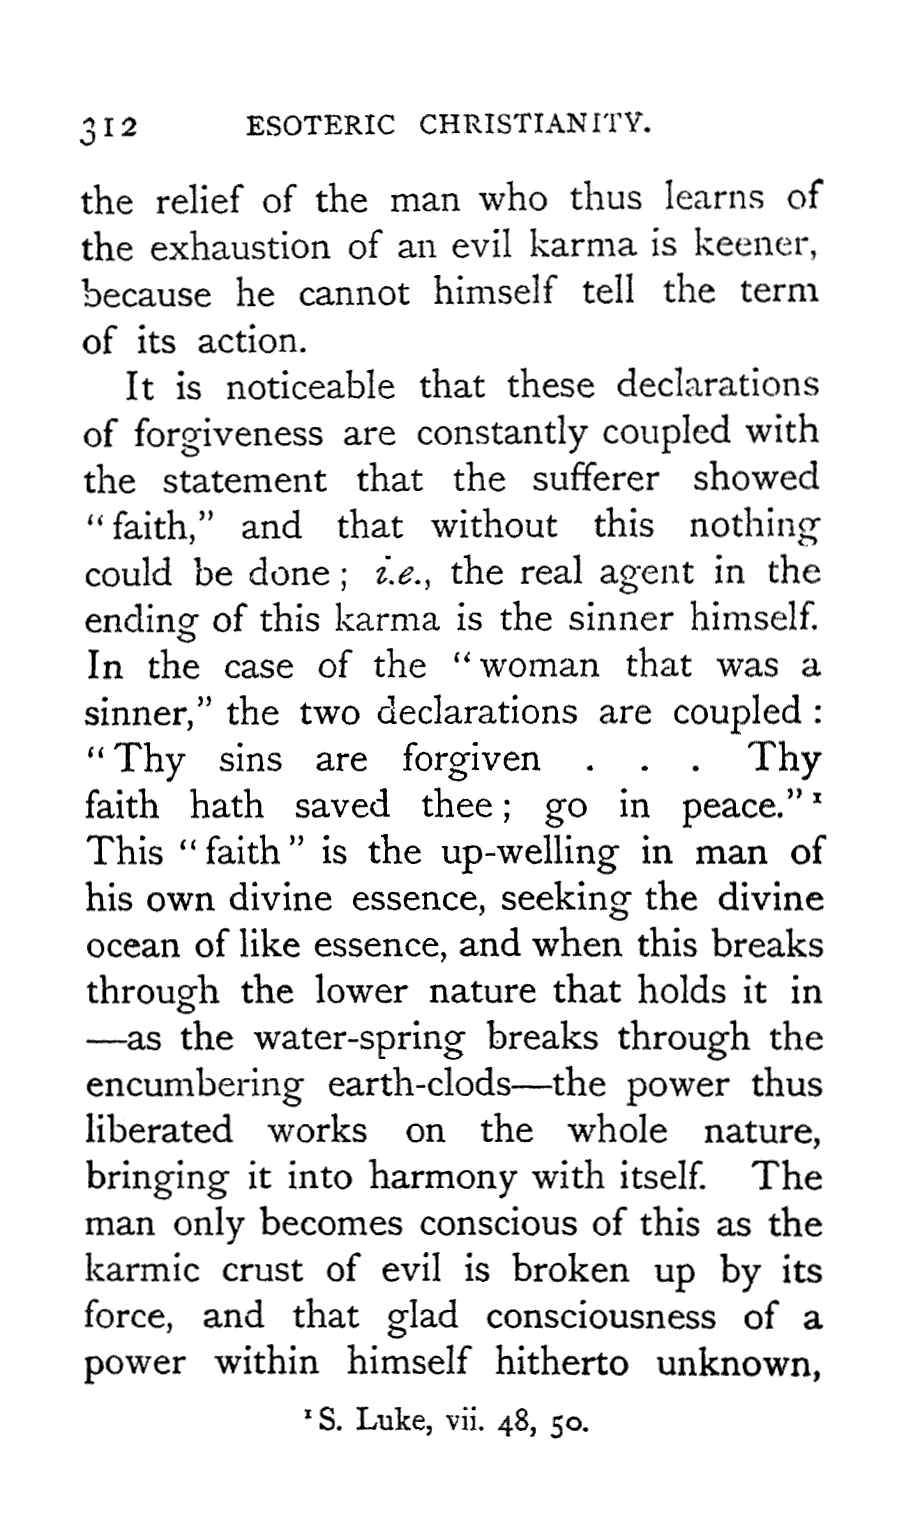 312 ESOTERIC CHRISTIANITY.
the relief of the man who thus learns of
the exhaustion of an evil karma is keener,
because he cannot himself tell the term
of its action.
It is noticeable that these declarations
of forgiveness are constantly coupled with
the statement that the sufferer showed
“faith,” and that without this nothing
could be done; i.e., the real agent in the
ending of this karma is the sinner himself.
In the case of the “woman that was a
sinner,” the two declarations are coupled:
“Thy sins are forgiven . . . Thy
faith hath saved thee; go in peace.” ¹
This “faith” is the up-welling in man of
his own divine essence, seeking the divine
ocean of like essence, and when this breaks
through the lower nature that holds it in
—as the water-spring breaks through the
encumbering earth-clods—the power thus
liberated works on the whole nature,
bringing it into harmony with itself. The
man only becomes conscious of this as the
karmic crust of evil is broken up by its
force, and that glad consciousness of a
power within himself hitherto unknown,
¹ S. Luke, vii. 48, 50.